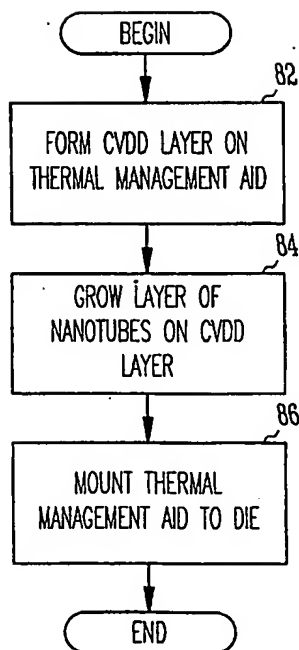 BEGIN
82
FORM CVDD LAYER ON
THERMAL MANAGEMENT AID
84
GROW LAYER OF
NANOTUBES ON CVDD
LAYER
86
MOUNT THERMAL
MANAGEMENT AID TO DIE
END